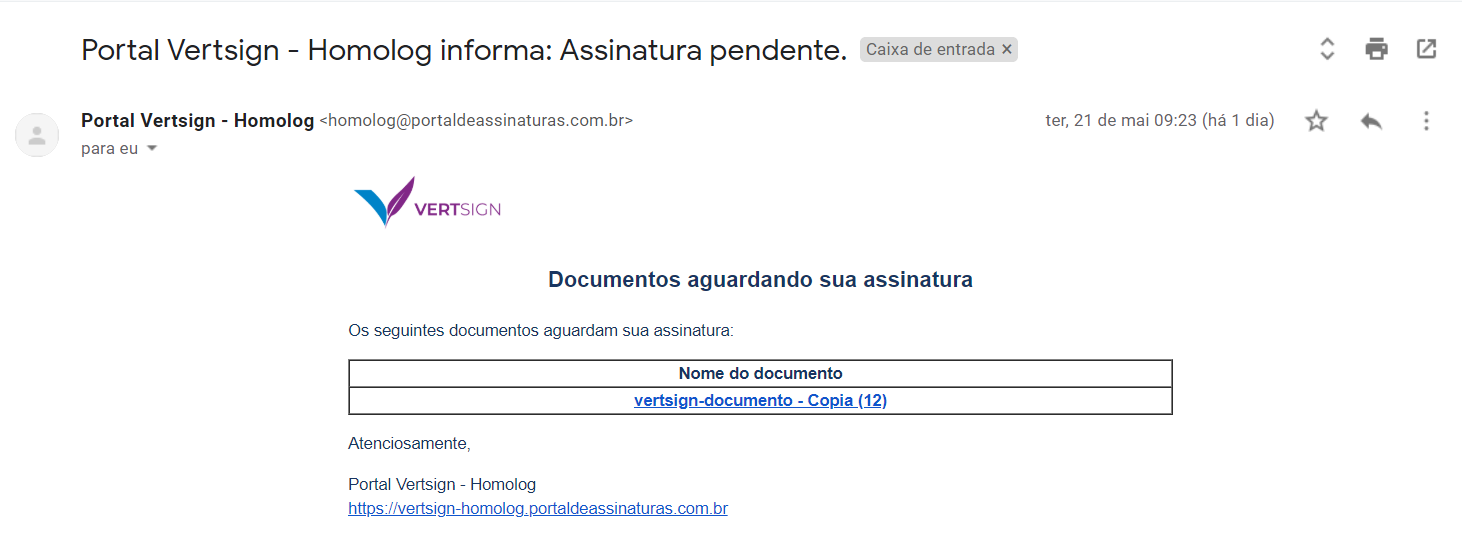 Portal Vertsign - Homolog informa: Assinatura pendente. Caixa de entrada ×
Portal Vertsign - Homolog <homolog@portaldeassinaturas.com.br> ter, 21 de mai 09:23 (há 1 dia)
para eu
VERTSIGN
Documentos aguardando sua assinatura
Os seguintes documentos aguardam sua assinatura:
Nome do documento
vertsign-documento - Copia (12)
Atenciosamente,
Portal Vertsign - Homolog
https://vertsign-homolog.portaldeassinaturas.com.br